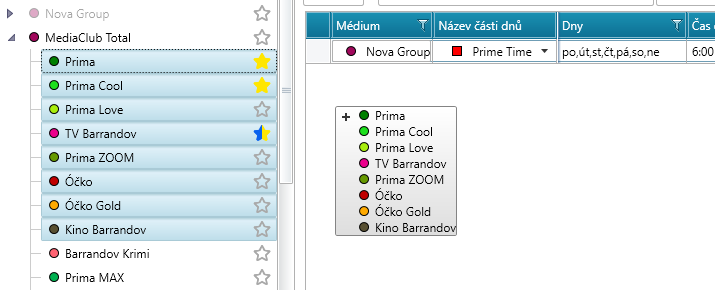 Nova Group
MediaClub Total
Prima
Prima Cool
Prima Love
TV Barrandov
Prima ZOOM
Óčko
Óčko Gold
Kino Barrandov
Barrandov Krimi
Prima MAX
Médium Název části dnů Dny Čas
Nova Group Prime Time po,út,st,čt,pá,so,ne 6:00
Prima
Prima Cool
Prima Love
TV Barrandov
Prima ZOOM
Óčko
Óčko Gold
Kino Barrandov